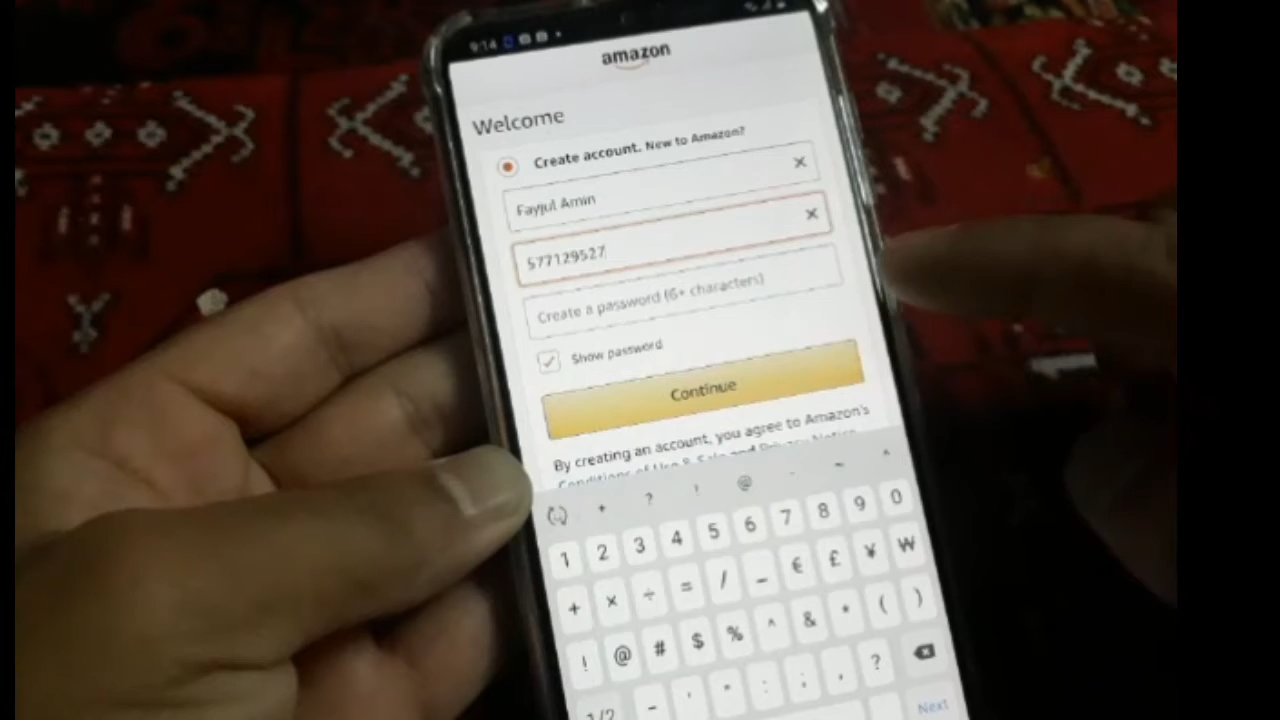 9:14
amazon
Welcome
Create account. New to Amazon?
Fayjul Amin
577129527
Create a password (6+ characters)
Show password
Continue
By creating an account, you agree to Amazon's
Conditions of Use & Sale and Privacy Notice
+ ? ! @ - ~ ^
1 2 3 4 5 6 7 8 9 0
+ × ÷ = / _ € £ ¥ ₩
! @ # $ % ^ & * ( )
1/2 - ' " : ; , ?
Next